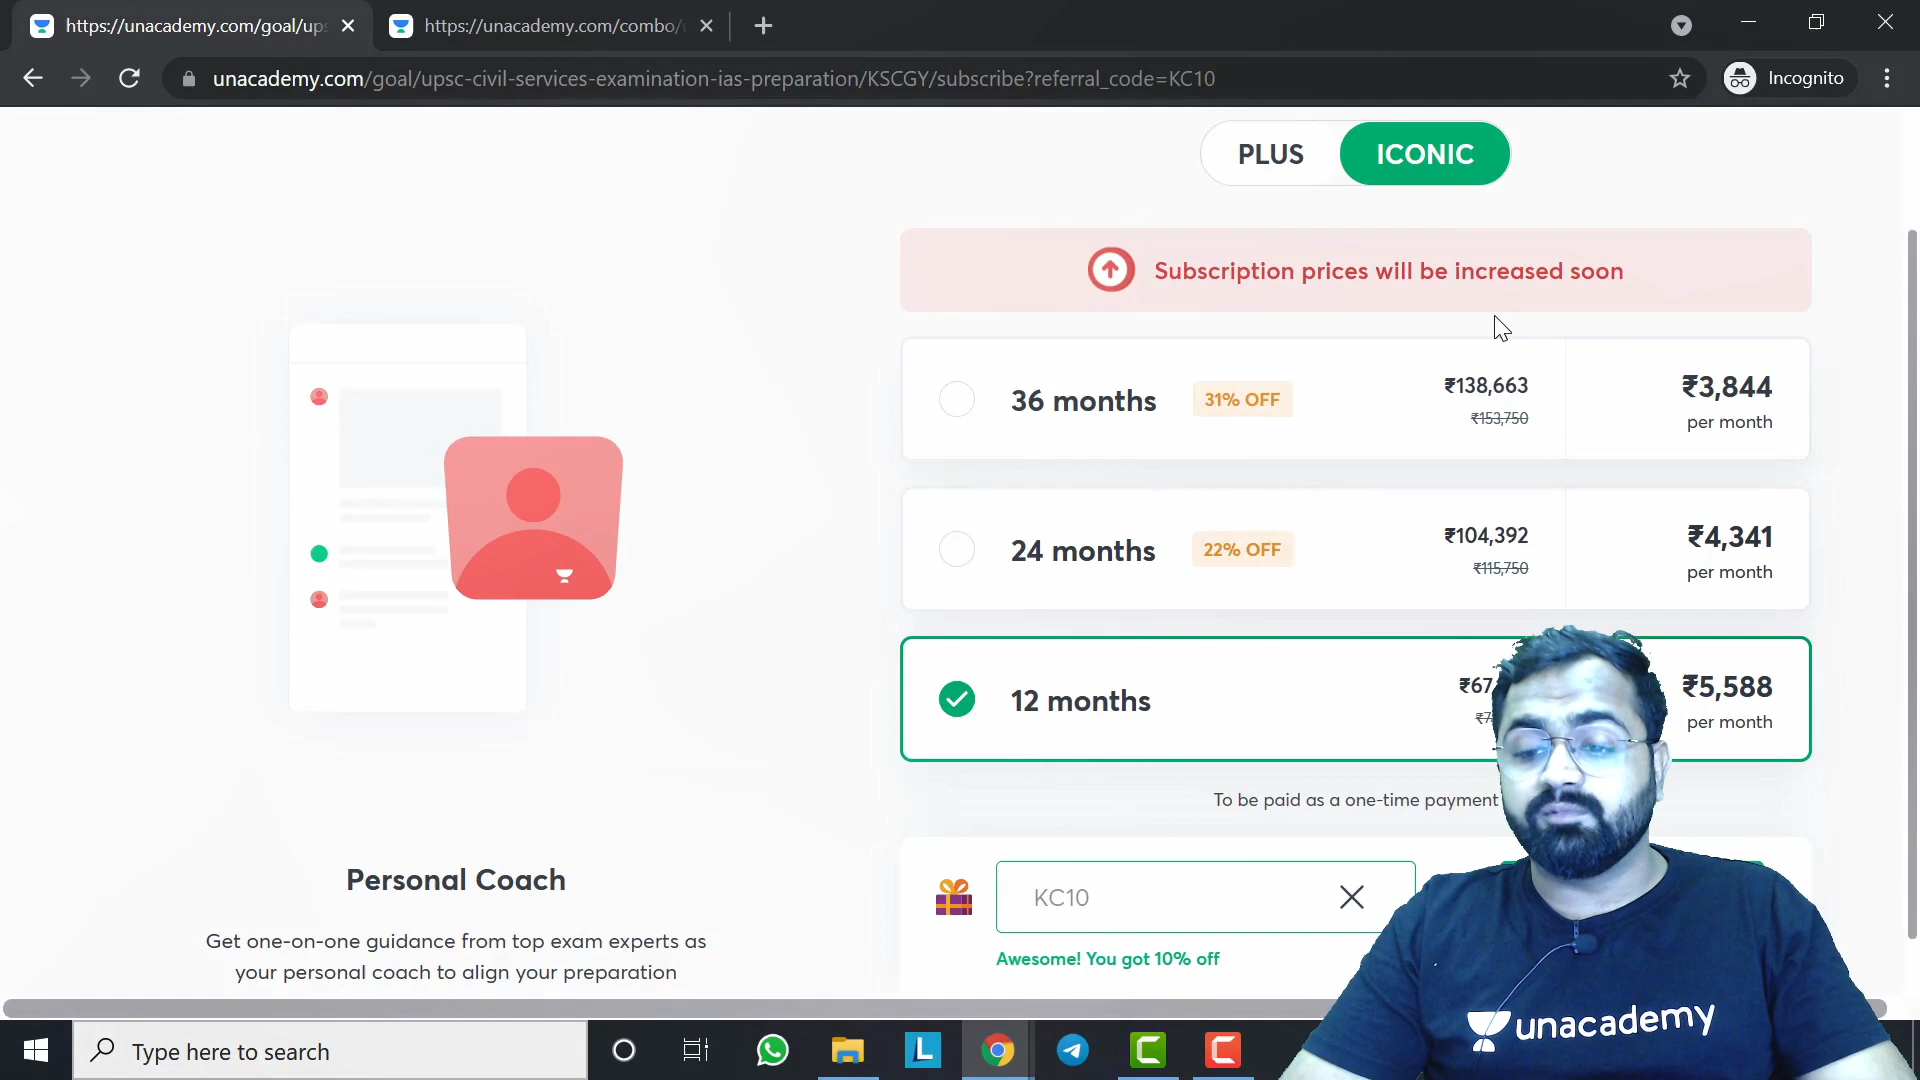 https://unacademy.com/goal/ups
https://unacademy.com/combo/
unacademy.com/goal/upsc-civil-services-examination-ias-preparation/KSCGY/subscribe?referral_code=KC10
Incognito
PLUS
ICONIC
Subscription prices will be increased soon
36 months
31% OFF
₹138,663
₹153,750
₹3,844
per month
24 months
22% OFF
₹104,392
₹115,750
₹4,341
per month
12 months
₹67
₹7
₹5,588
per month
To be paid as a one-time payment
KC10
Awesome! You got 10% off
Personal Coach
Get one-on-one guidance from top exam experts as
your personal coach to align your preparation
unacademy
Type here to search